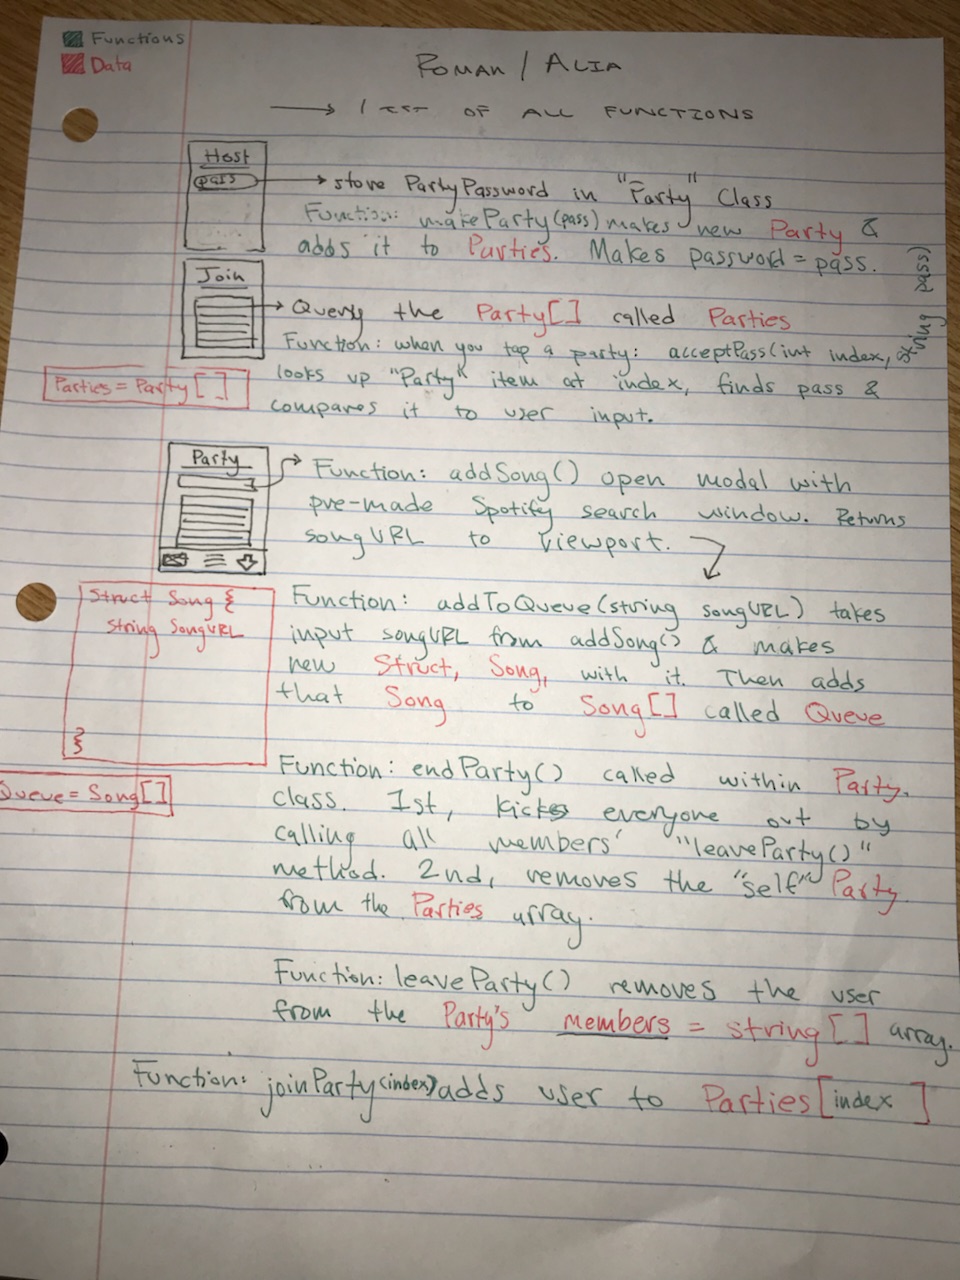 Functions
Data
ROMAN / ALIA
→ LIST OF ALL FUNCTIONS
Host
pass
→ store PartyPassword in "Party" Class
Function: makeParty(pass) makes new Party &
adds it to Parties. Makes password = pass.
Join
→ Query the Party[] called Parties
Function: when you tap a party: acceptPass(int index, string pass)
looks up "Party" item at index, finds pass &
compares it to user input.
Parties = Party[]
Party
Function: addSong() open modal with
pre-made Spotify search window. Returns
songURL to Viewport.
Struct Song {
string SongURL
}
Function: addToQueue(string songURL) takes
input songURL from addSong() & makes
new Struct, Song, with it. Then adds
that Song to Song[] called Queue
Queue = Song[]
Function: endParty() called within Party.
class. 1st, kicks everyone out by
calling all members' "leaveParty()"
method. 2nd, removes the "self" Party
from the Parties array.
Function: leaveParty() removes the user
from the Party's members = string[] array.
Function: joinParty(index) adds user to Parties[index]